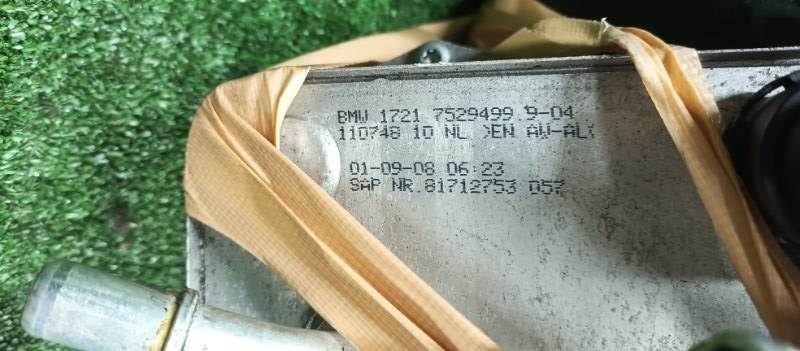 BMW 1721 7529499.9-04
110748 10 NL >EN AW-AL<
01-09-08 06:23
SAP NR.81712753 057